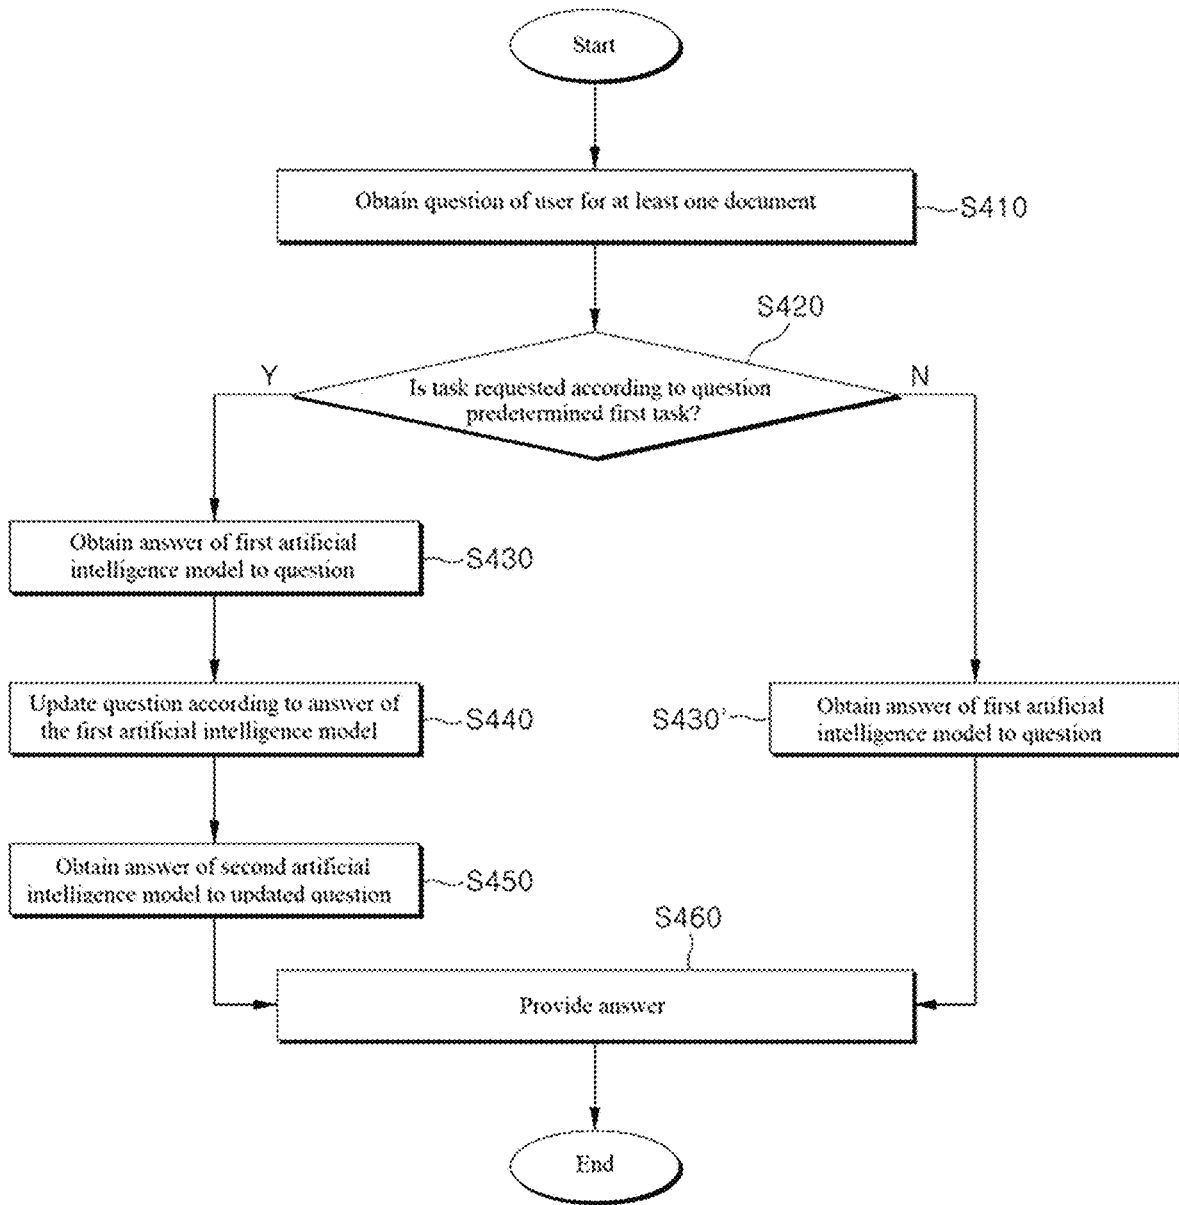 Start
Obtain question of user for at least one document
S410
S420
Y
N
Is task requested according to question
predetermined first task?
Obtain answer of first artificial
intelligence model to question
S430
Update question according to answer of
the first artificial intelligence model
S440
S430'
Obtain answer of first artificial
intelligence model to question
Obtain answer of second artificial
intelligence model to updated question
S450
S460
Provide answer
End